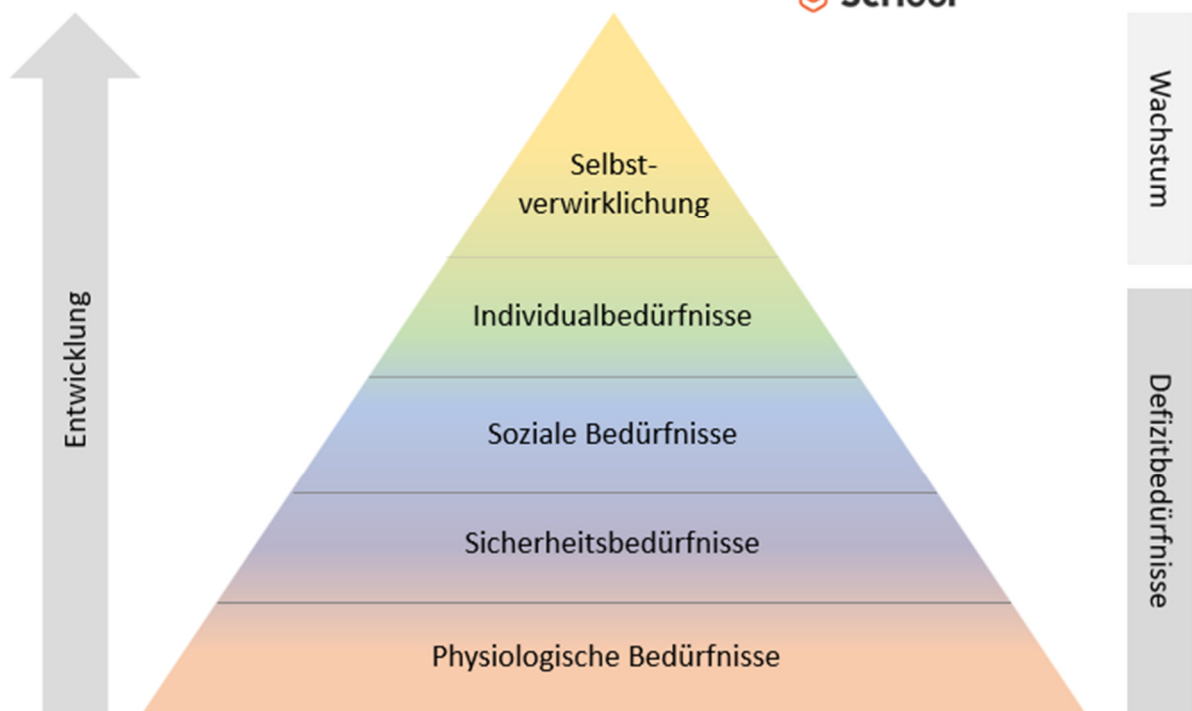 Selbst-
verwirklichung
Individualbedürfnisse
Soziale Bedürfnisse
Sicherheitsbedürfnisse
Physiologische Bedürfnisse
Entwicklung
Wachstum
Defizitbedürfnisse